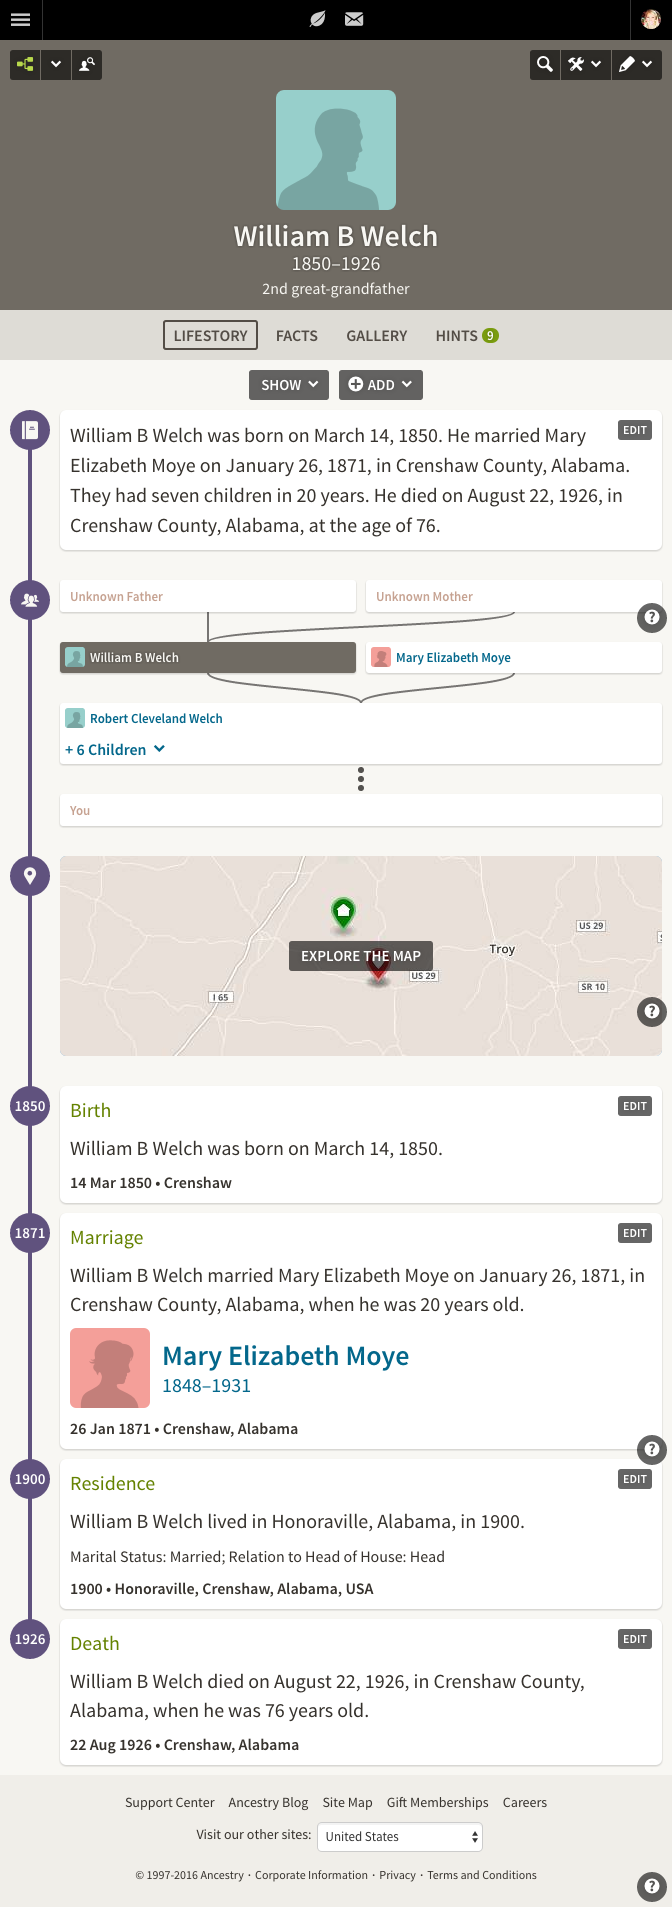 William B Welch
1850–1926
2nd great-grandfather
LIFESTORY FACTS GALLERY HINTS 9
SHOW ADD
William B Welch was born on March 14, 1850. He married Mary
Elizabeth Moye on January 26, 1871, in Crenshaw County, Alabama.
They had seven children in 20 years. He died on August 22, 1926, in
Crenshaw County, Alabama, at the age of 76.
EDIT
Unknown Father
Unknown Mother
?
William B Welch
Mary Elizabeth Moye
Robert Cleveland Welch
+ 6 Children
You
US 29
Troy
EXPLORE THE MAP
US 29
SR 10
I 65
?
1850
Birth
EDIT
William B Welch was born on March 14, 1850.
14 Mar 1850 • Crenshaw
1871
Marriage
EDIT
William B Welch married Mary Elizabeth Moye on January 26, 1871, in
Crenshaw County, Alabama, when he was 20 years old.
Mary Elizabeth Moye
1848–1931
26 Jan 1871 • Crenshaw, Alabama
?
1900
Residence
EDIT
William B Welch lived in Honoraville, Alabama, in 1900.
Marital Status: Married; Relation to Head of House: Head
1900 • Honoraville, Crenshaw, Alabama, USA
1926
Death
EDIT
William B Welch died on August 22, 1926, in Crenshaw County,
Alabama, when he was 76 years old.
22 Aug 1926 • Crenshaw, Alabama
Support Center Ancestry Blog Site Map Gift Memberships Careers
Visit our other sites: United States
© 1997-2016 Ancestry · Corporate Information · Privacy · Terms and Conditions
?